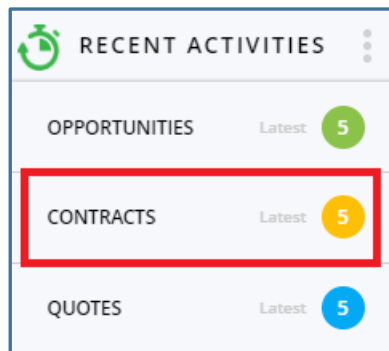 RECENT ACTIVITIES
OPPORTUNITIES Latest 5
CONTRACTS Latest 5
QUOTES Latest 5